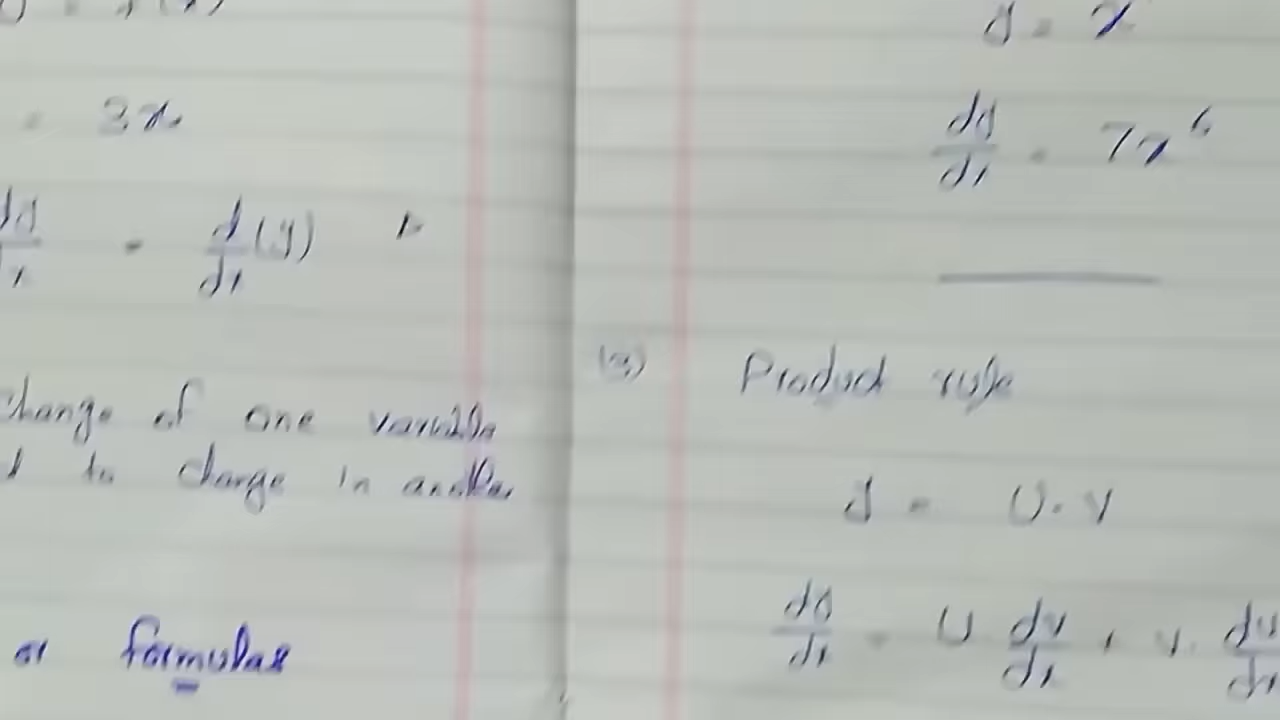 = 3x
dy/dx = d/dx (y)
change of one variable
to change in another
or formulas
y = x
dy/dx = 7x⁶
(3) Product rule
y = U.V
dy/dx = U dv/dx + v. du/dx